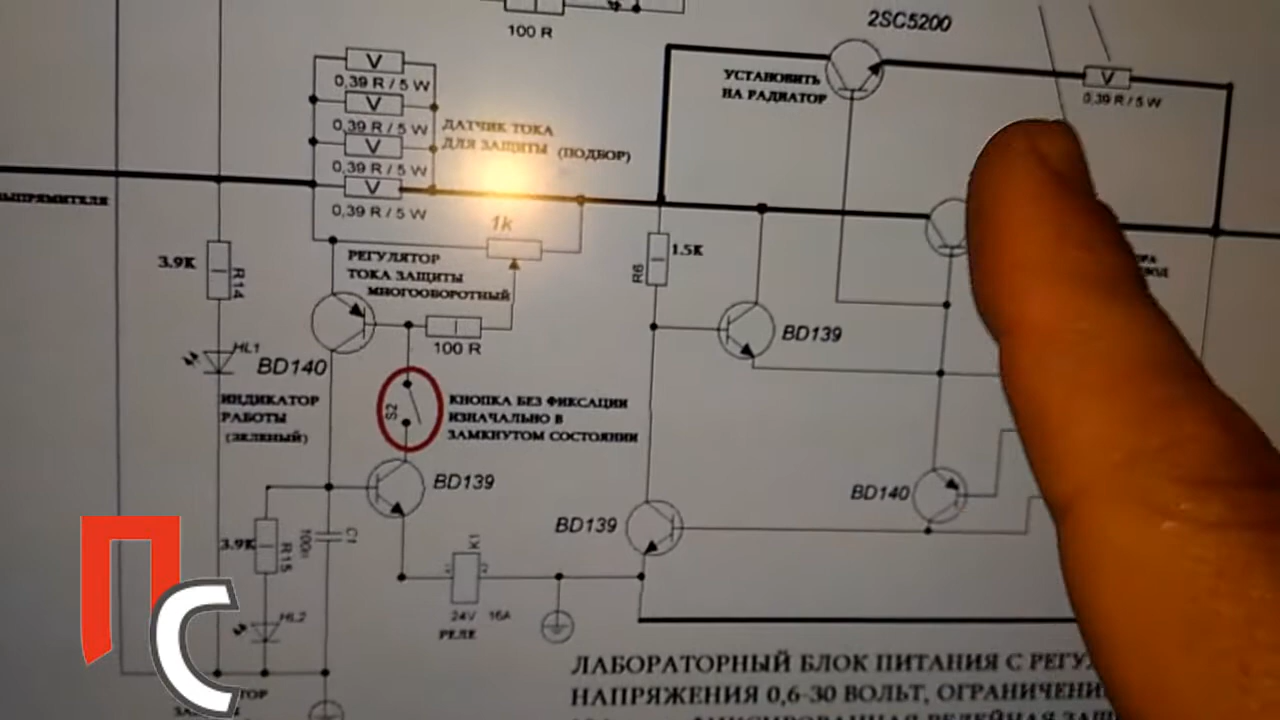 100 R
2SC5200
УСТАНОВИТЬ
НА РАДИАТОР
V
0,39 R / 5 W
V
0,39 R / 5 W
V
0,39 R / 5 W
V
0,39 R / 5 W
V
0,39 R / 5 W
ДАТЧИК ТОКА
ДЛЯ ЗАЩИТЫ (ПОДБОР)
ВЫПРЯМИТЕЛЯ
1k
РЕГУЛЯТОР
ТОКА ЗАЩИТЫ
МНОГООБОРОТНЫЙ
3.9K
R14
1.5K
R6
100 R
BD139
HL1
BD140
ИНДИКАТОР
РАБОТЫ
(ЗЕЛЕНЫЙ)
S2
КНОПКА БЕЗ ФИКСАЦИИ
ИЗНАЧАЛЬНО В
ЗАМКНУТОМ СОСТОЯНИИ
BD139
BD140
BD139
3.9K
R15
100n
C1
K1
HL2
24V 16A
РЕЛЕ
ПС
ЛАБОРАТОРНЫЙ БЛОК ПИТАНИЯ С РЕГУ
НАПРЯЖЕНИЯ 0,6-30 ВОЛЬТ, ОГРАНИЧЕНИ